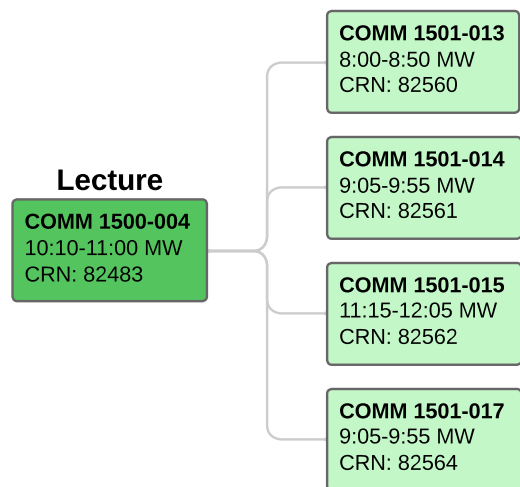 Lecture
COMM 1500-004
10:10-11:00 MW
CRN: 82483
COMM 1501-013
8:00-8:50 MW
CRN: 82560
COMM 1501-014
9:05-9:55 MW
CRN: 82561
COMM 1501-015
11:15-12:05 MW
CRN: 82562
COMM 1501-017
9:05-9:55 MW
CRN: 82564